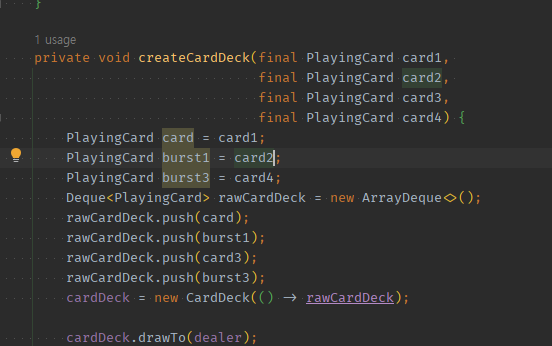 }
1 usage
private void createCardDeck(final PlayingCard card1,
final PlayingCard card2,
final PlayingCard card3,
final PlayingCard card4) {
PlayingCard card = card1;
PlayingCard burst1 = card2;
PlayingCard burst3 = card4;
Deque<PlayingCard> rawCardDeck = new ArrayDeque<>();
rawCardDeck.push(card);
rawCardDeck.push(burst1);
rawCardDeck.push(card3);
rawCardDeck.push(burst3);
cardDeck = new CardDeck(() -> rawCardDeck);
cardDeck.drawTo(dealer);